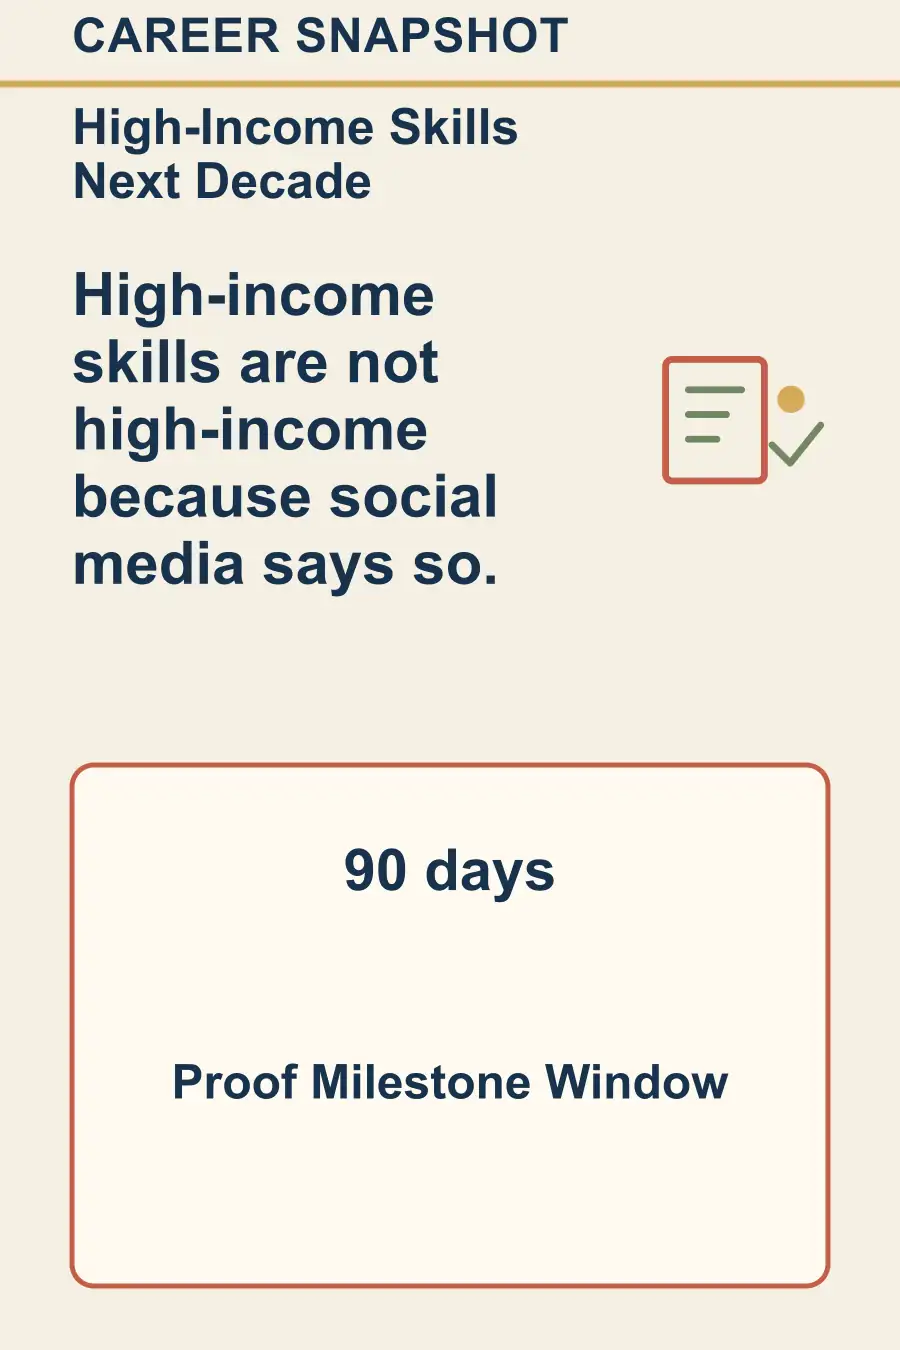 CAREER SNAPSHOT
High-Income Skills
Next Decade
High-income
skills are not
high-income
because social
media says so.
90 days
Proof Milestone Window